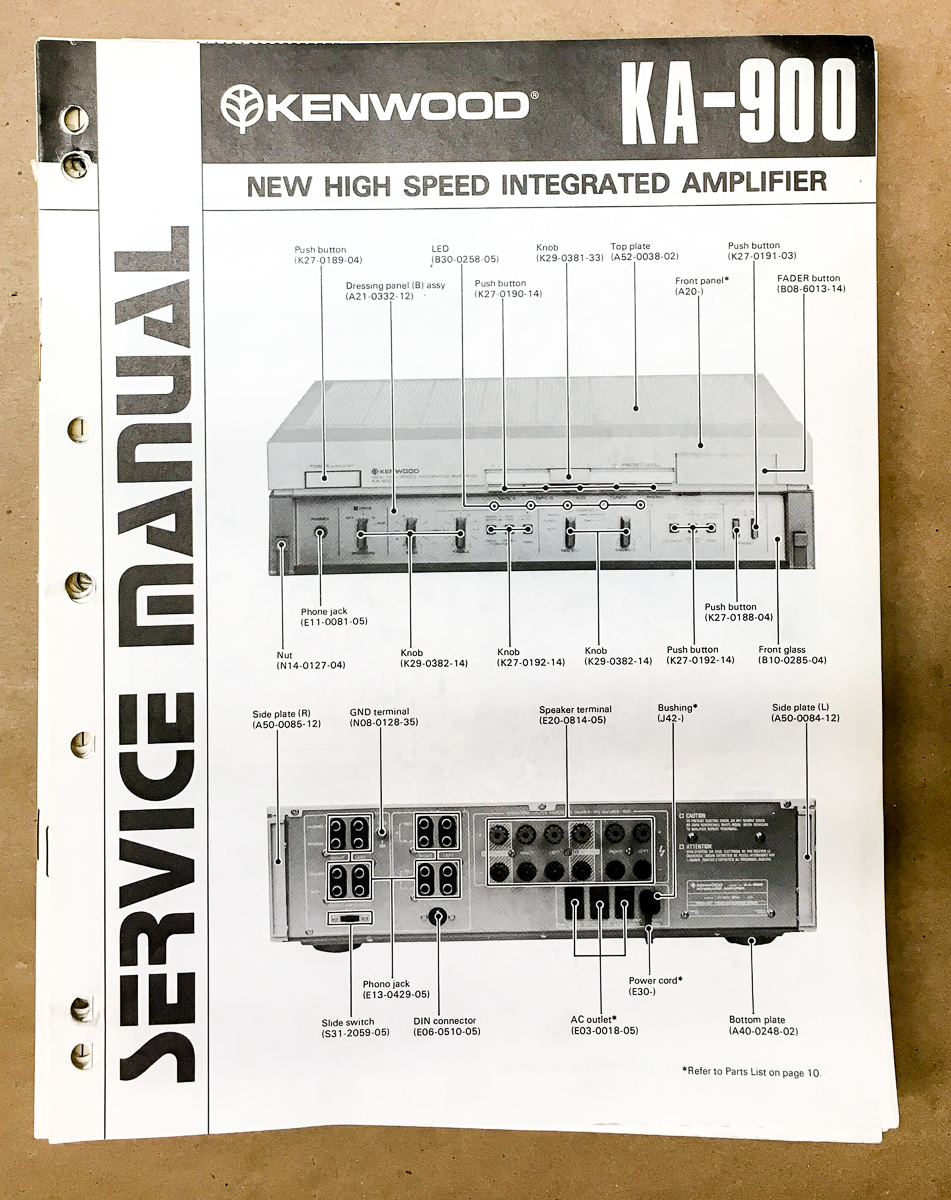 KENWOOD®
KA-900
NEW HIGH SPEED INTEGRATED AMPLIFIER
SERVICE MANUAL
Push button
(K27-0189-04)
LED
(B30-0258-05)
Knob
(K29-0381-33)
Top plate
(A52-0038-02)
Push button
(K27-0191-03)
Dressing panel (B) assy
(A21-0332-12)
Push button
(K27-0190-14)
Front panel*
(A20-)
FADER button
(B08-6013-14)
KENWOOD
PHONES
Phone jack
(E11-0081-05)
Push button
(K27-0188-04)
Nut
(N14-0127-04)
Knob
(K29-0382-14)
Knob
(K27-0192-14)
Knob
(K29-0382-14)
Push button
(K27-0192-14)
Front glass
(B10-0285-04)
Side plate (R)
(A50-0085-12)
GND terminal
(N08-0128-35)
Speaker terminal
(E20-0814-05)
Bushing*
(J42-)
Side plate (L)
(A50-0084-12)
CAUTION
ATTENTION
KENWOOD
KA-900
INTEGRATED AMPLIFIER
Phono jack
(E13-0429-05)
Power cord*
(E30-)
Slide switch
(S31-2059-05)
DIN connector
(E06-0510-05)
AC outlet*
(E03-0018-05)
Bottom plate
(A40-0248-02)
*Refer to Parts List on page 10.